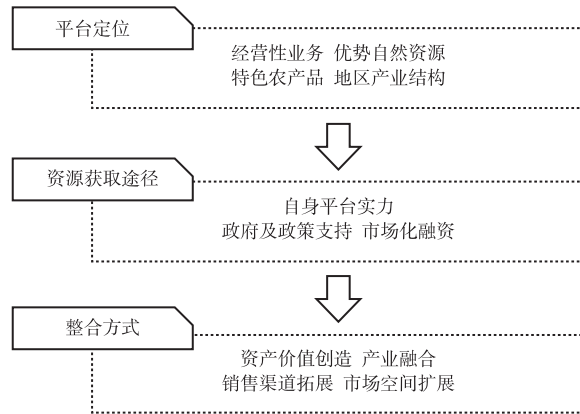 平台定位
经营性业务 优势自然资源
特色农产品 地区产业结构
资源获取途径
自身平台实力
政府及政策支持 市场化融资
整合方式
资产价值创造 产业融合
销售渠道拓展 市场空间扩展